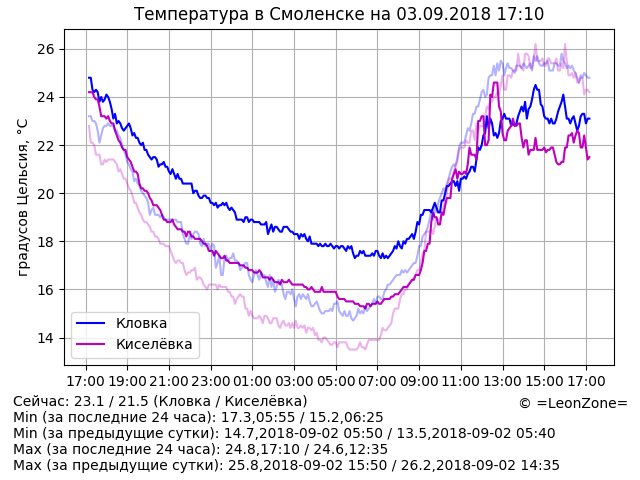 Температура в Смоленске на 03.09.2018 17:10
26
24
22
20
18
16
14
градусов Цельсия, °C
Кловка
Киселёвка
17:00 19:00 21:00 23:00 01:00 03:00 05:00 07:00 09:00 11:00 13:00 15:00 17:00
Сейчас: 23.1 / 21.5 (Кловка / Киселёвка)
© =LeonZone=
Min (за последние 24 часа): 17.3,05:55 / 15.2,06:25
Min (за предыдущие сутки): 14.7,2018-09-02 05:50 / 13.5,2018-09-02 05:40
Max (за последние 24 часа): 24.8,17:10 / 24.6,12:35
Max (за предыдущие сутки): 25.8,2018-09-02 15:50 / 26.2,2018-09-02 14:35